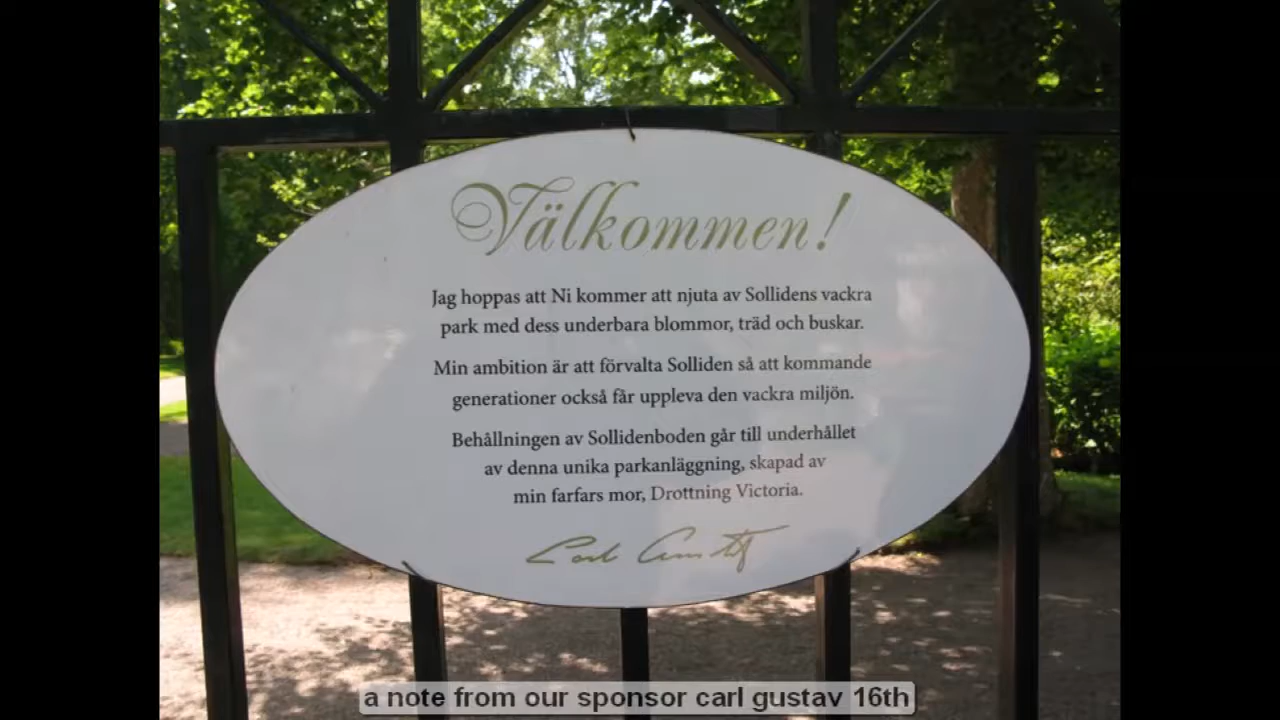 Välkommen!
Jag hoppas att Ni kommer att njuta av Sollidens vackra
park med dess underbara blommor, träd och buskar.
Min ambition är att förvalta Solliden så att kommande
generationer också får uppleva den vackra miljön.
Behållningen av Sollidenboden går till underhållet
av denna unika parkanläggning, skapad av
min farfars mor, Drottning Victoria.
Carl Gustaf
a note from our sponsor carl gustav 16th